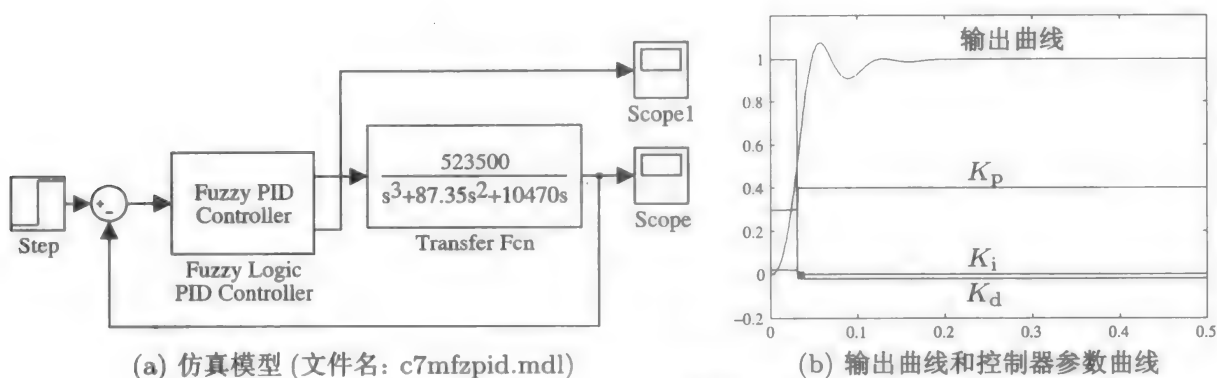 Step
+
−
Fuzzy PID
Controller
Fuzzy Logic
PID Controller
523500
s³+87.35s²+10470s
Transfer Fcn
Scope1
Scope
(a) 仿真模型 (文件名: c7mfzpid.mdl)
输出曲线
1
0.8
0.6
0.4
0.2
0
−0.2
Kp
Ki
Kd
0
0.1
0.2
0.3
0.4
0.5
(b) 输出曲线和控制器参数曲线